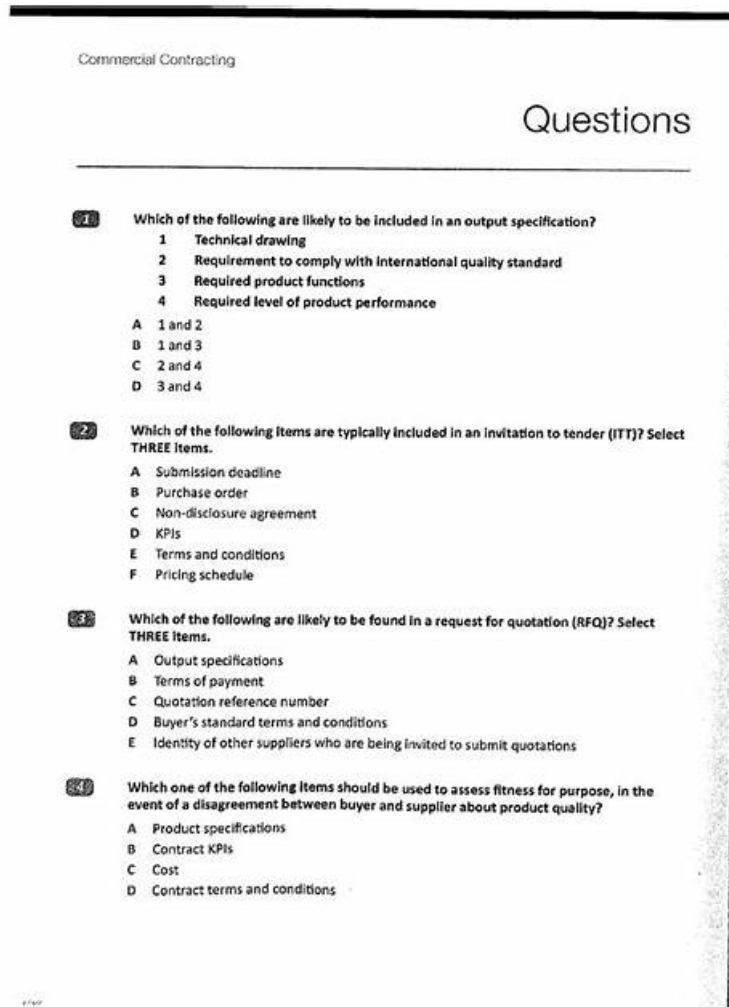 Commercial Contracting
Questions
1 Which of the following are likely to be included in an output specification?
1 Technical drawing
2 Requirement to comply with international quality standard
3 Required product functions
4 Required level of product performance
A 1 and 2
B 1 and 3
C 2 and 4
D 3 and 4
2 Which of the following items are typically included in an invitation to tender (ITT)? Select
THREE items.
A Submission deadline
B Purchase order
C Non-disclosure agreement
D KPIs
E Terms and conditions
F Pricing schedule
3 Which of the following are likely to be found in a request for quotation (RFQ)? Select
THREE items.
A Output specifications
B Terms of payment
C Quotation reference number
D Buyer's standard terms and conditions
E Identity of other suppliers who are being invited to submit quotations
4 Which one of the following items should be used to assess fitness for purpose, in the
event of a disagreement between buyer and supplier about product quality?
A Product specifications
B Contract KPIs
C Cost
D Contract terms and conditions